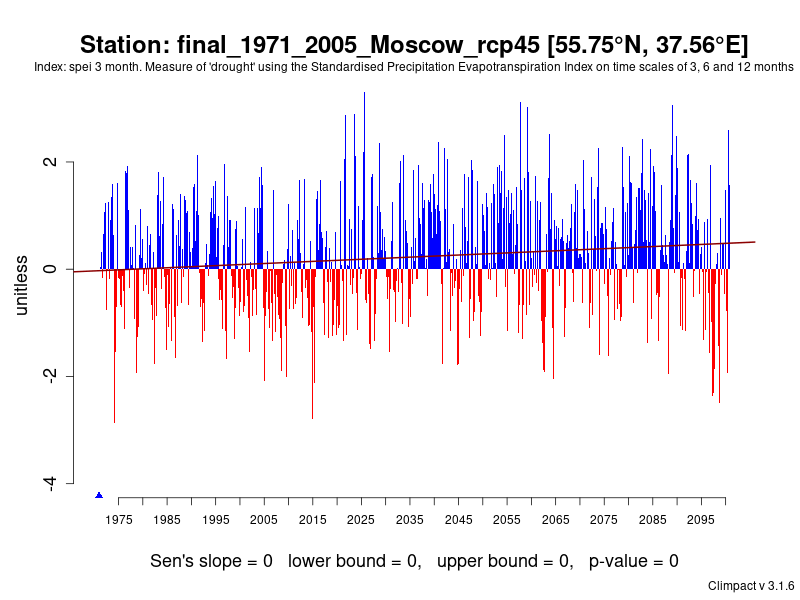 Station: final_1971_2005_Moscow_rcp45 [55.75°N, 37.56°E]
Index: spei 3 month. Measure of 'drought' using the Standardised Precipitation Evapotranspiration Index on time scales of 3, 6 and 12 months
unitless
2
0
-2
-4
1975 1985 1995 2005 2015 2025 2035 2045 2055 2065 2075 2085 2095
Sen's slope = 0 lower bound = 0, upper bound = 0, p-value = 0
Climpact v 3.1.6